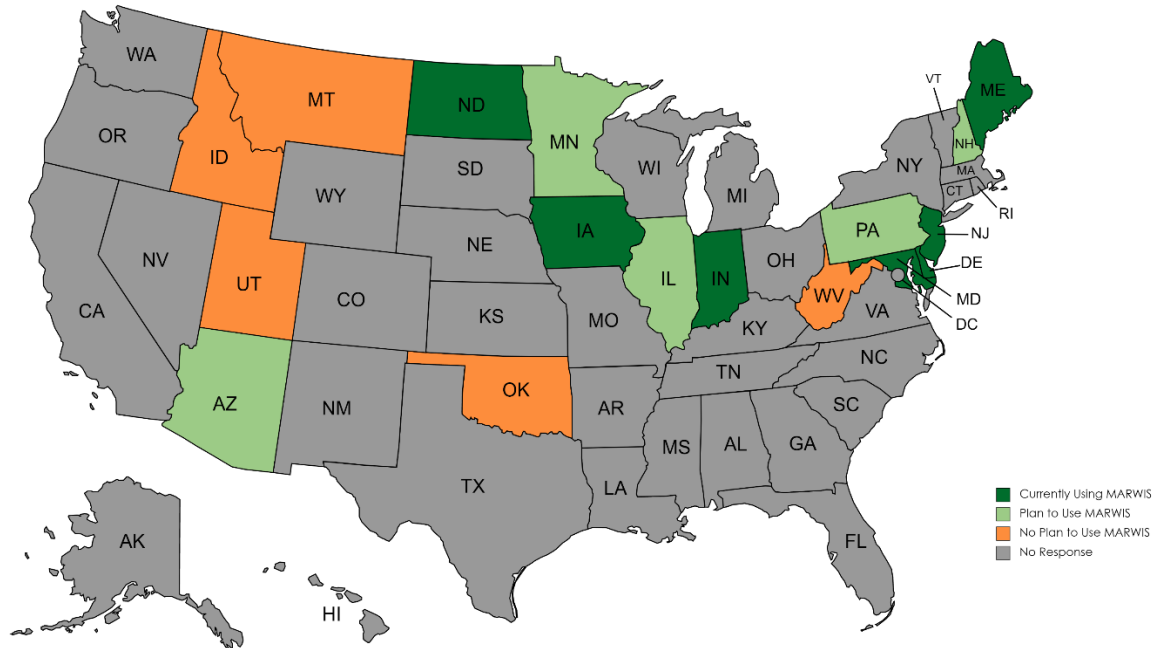 WA
MT
ND
MN
VT
ME
OR
ID
SD
WI
MI
NY
NH
MA
CT
RI
WY
NE
IA
PA
NJ
NV
UT
CO
IL
IN
OH
WV
DE
MD
DC
CA
KS
MO
KY
VA
AZ
NM
OK
AR
TN
NC
SC
TX
LA
MS
AL
GA
FL
AK
HI
Currently Using MARWIS
Plan to Use MARWIS
No Plan to Use MARWIS
No Response